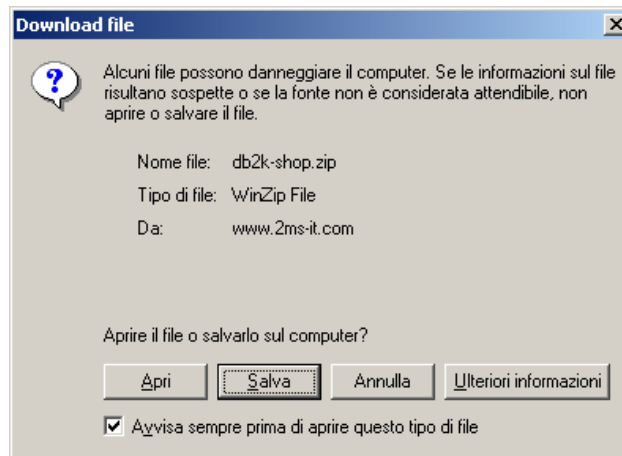 Download file
Alcuni file possono danneggiare il computer. Se le informazioni sul file
risultano sospette o se la fonte non è considerata attendibile, non
aprire o salvare il file.
Nome file: db2k-shop.zip
Tipo di file: WinZip File
Da: www.2ms-it.com
Aprire il file o salvarlo sul computer?
Apri Salva Annulla Ulteriori informazioni
Avvisa sempre prima di aprire questo tipo di file